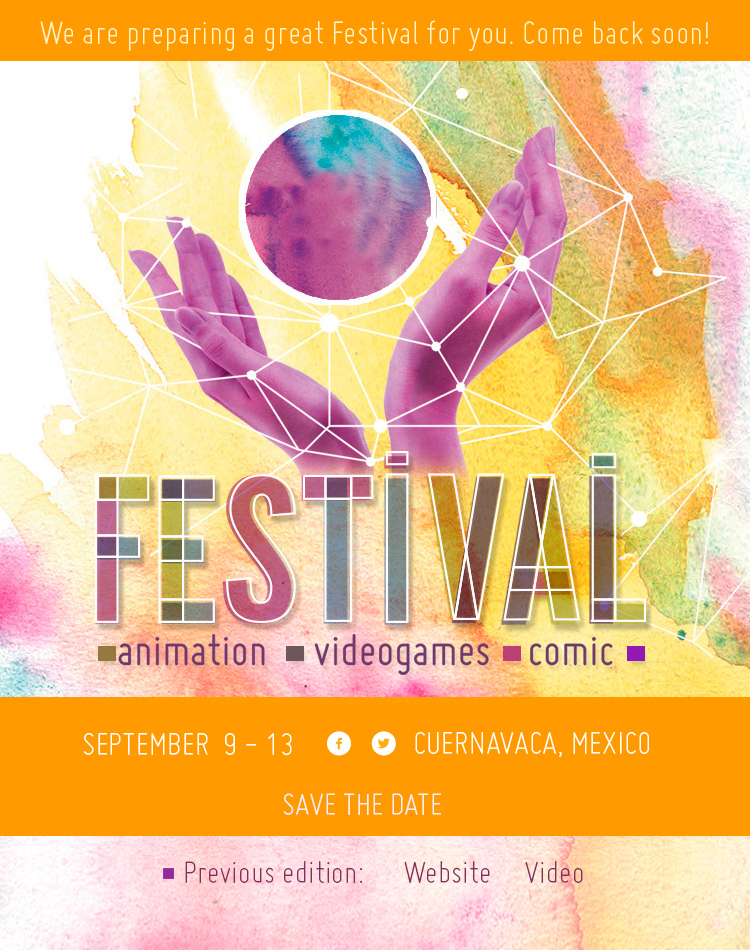 We are preparing a great Festival for you. Come back soon!
FESTiVAL
animation videogames comic
SEPTEMBER 9 - 13 CUERNAVACA, MEXICO
SAVE THE DATE
Previous edition: Website Video